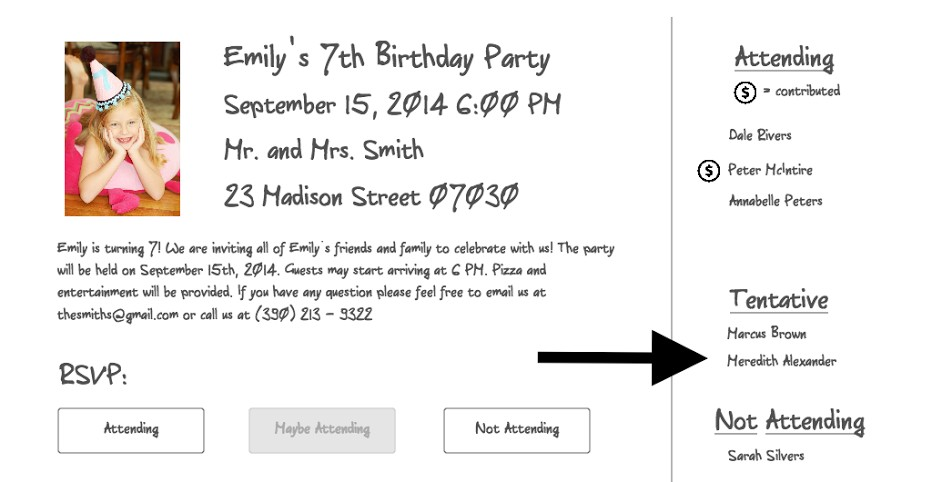 Emily's 7th Birthday Party
September 15, 2014 6:00 PM
Mr. and Mrs. Smith
23 Madison Street 07030
Emily is turning 7! We are inviting all of Emily's friends and family to celebrate with us! The party
will be held on September 15th, 2014. Guests may start arriving at 6 PM. Pizza and
entertainment will be provided. If you have any question please feel free to email us at
thesmiths@gmail.com or call us at (390) 213 - 9322
RSVP:
Attending
Maybe Attending
Not Attending
Attending
$ = contributed
Dale Rivers
$ Peter McIntire
Annabelle Peters
Tentative
Marcus Brown
Meredith Alexander
Not Attending
Sarah Silvers